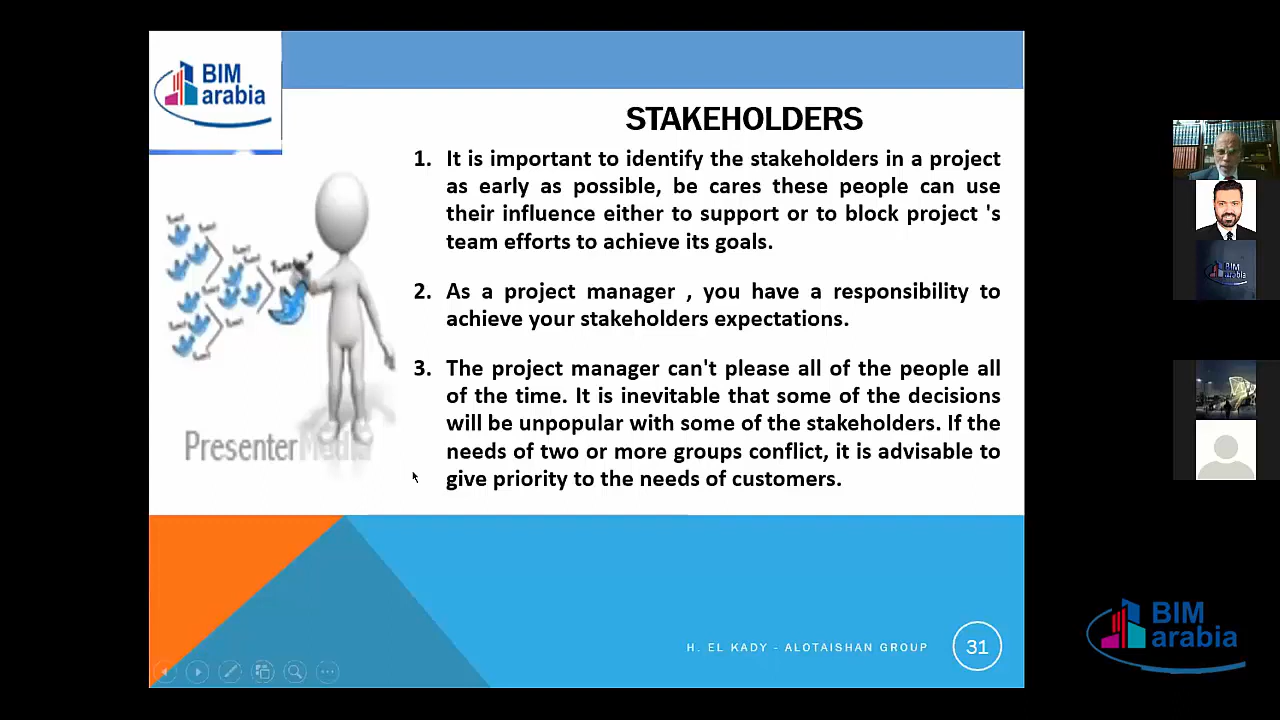 BIM
arabia
STAKEHOLDERS
1. It is important to identify the stakeholders in a project
as early as possible, be cares these people can use
their influence either to support or to block project 's
team efforts to achieve its goals.
2. As a project manager , you have a responsibility to
achieve your stakeholders expectations.
3. The project manager can't please all of the people all
of the time. It is inevitable that some of the decisions
will be unpopular with some of the stakeholders. If the
needs of two or more groups conflict, it is advisable to
give priority to the needs of customers.
PresenterMedia
H. EL KADY - ALOTAISHAN GROUP
31
BIM
arabia
BIM
arabia